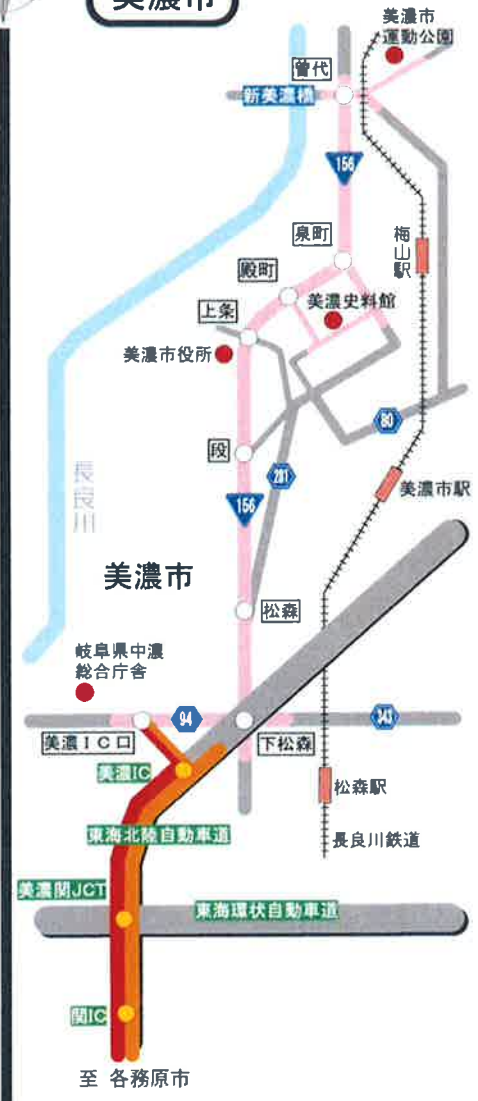 美濃市
美濃市
運動公園
曽代
新美濃橋
156
泉町
梅山駅
殿町
美濃史料館
上条
美濃市役所
80
段
281
美濃市駅
長良川
156
美濃市
松森
岐阜県中濃
総合庁舎
94
343
美濃IC口
下松森
美濃IC
松森駅
東海北陸自動車道
長良川鉄道
美濃関JCT
東海環状自動車道
関IC
至 各務原市